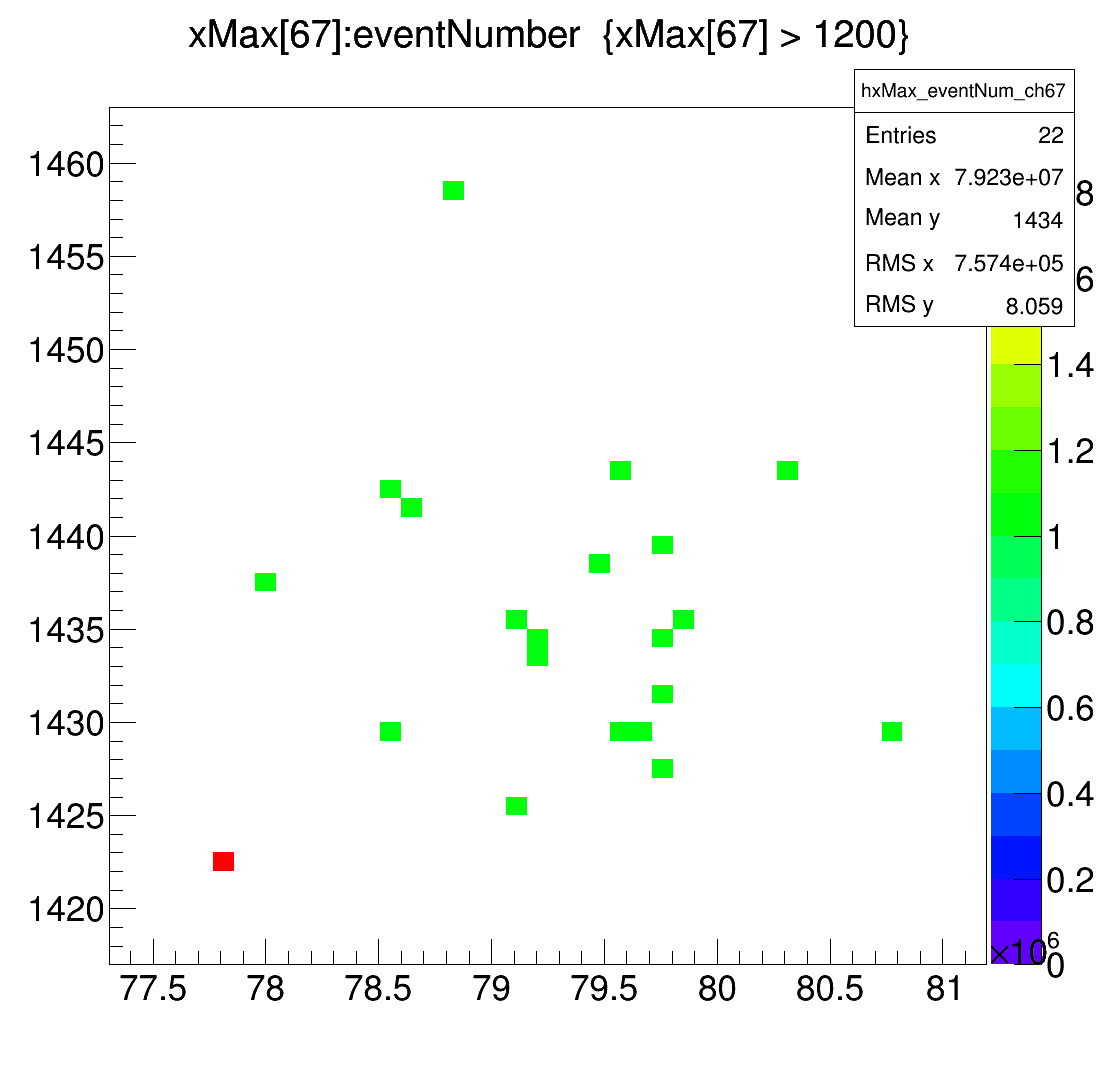 xMax[67]:eventNumber {xMax[67] > 1200}
hxMax_eventNum_ch67
Entries 22
Mean x 7.923e+07
Mean y 1434
RMS x 7.574e+05
RMS y 8.059
1460
1455
1450
1445
1440
1435
1430
1425
1420
8
6
1.4
1.2
1
0.8
0.6
0.4
0.2
0
×10⁶
77.5 78 78.5 79 79.5 80 80.5 81